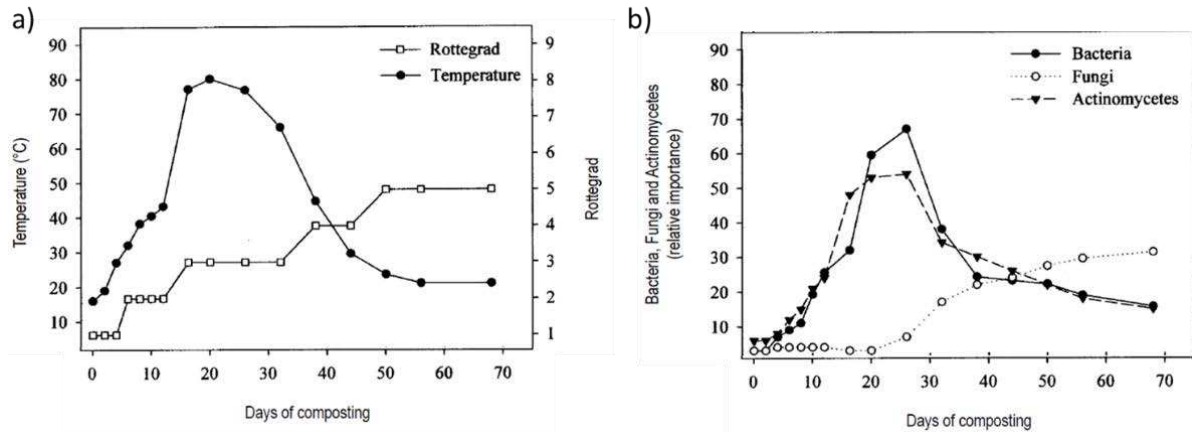 a)
90
80
70
60
50
40
30
20
10
Temperature (°C)
Rottegrad
Temperature
9
8
7
6
5
4
3
2
1
Rottegrad
0 10 20 30 40 50 60 70
Days of composting
b)
90
80
70
60
50
40
30
20
10
Bacteria, Fungi and Actinomycetes
(relative importance)
Bacteria
Fungi
Actinomycetes
0 10 20 30 40 50 60 70
Days of composting